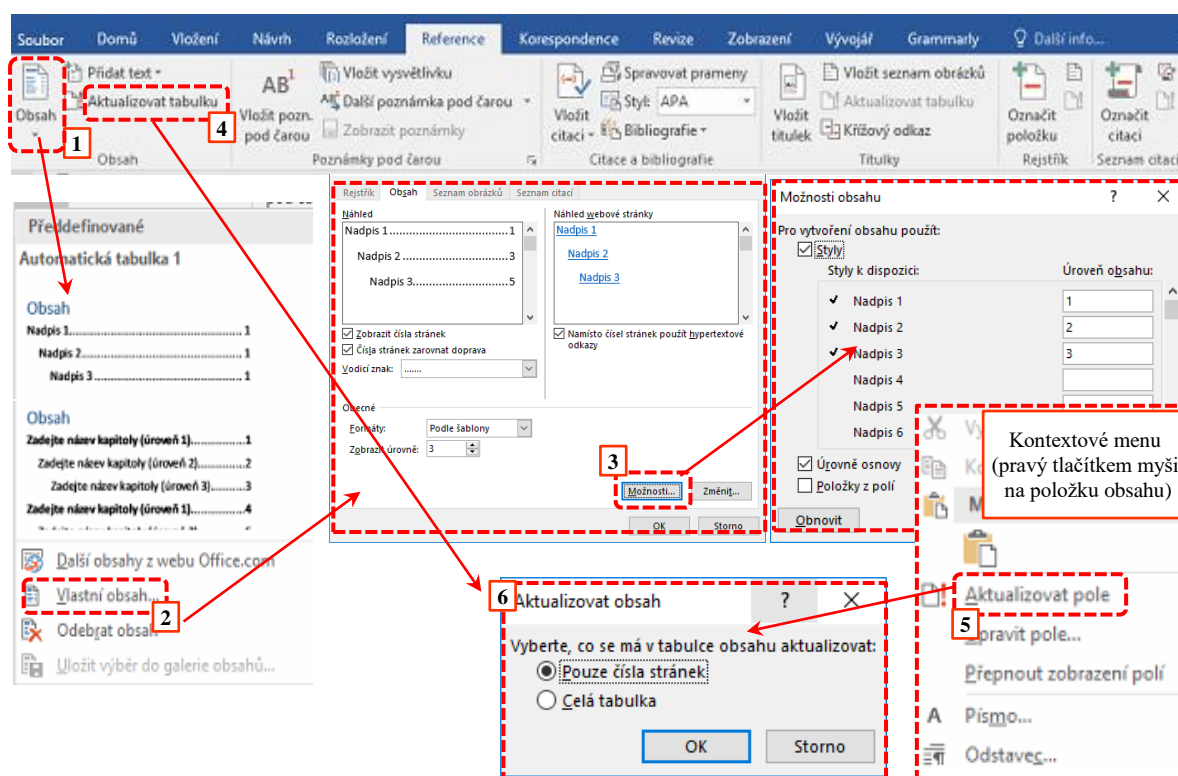 Soubor Domů Vložení Návrh Rozložení Reference Korespondence Revize Zobrazení Vývojář Grammarly Další info...
Obsah
Přidat text
Aktualizovat tabulku
1
4
Obsah
AB1
Vložit pozn.
pod čarou
Vložit vysvětlivku
Další poznámka pod čarou
Zobrazit poznámky
Poznámky pod čarou
Vložit
citaci
Spravovat prameny
Styl: APA
Bibliografie
Citace a bibliografie
Vložit
titulek
Vložit seznam obrázků
Aktualizovat tabulku
Křížový odkaz
Titulky
Označit
položku
Rejstřík
Označit
citaci
Seznam citací
Předdefinované
Automatická tabulka 1
Obsah
Nadpis 1.......... 1
Nadpis 2.......... 1
Nadpis 3.......... 1
Obsah
Zadejte název kapitoly (úroveň 1)..........1
Zadejte název kapitoly (úroveň 2)..........2
Zadejte název kapitoly (úroveň 3)..........3
Zadejte název kapitoly (úroveň 1)..........4
Další obsahy z webu Office.com
Vlastní obsah...
2
Odebrat obsah
Uložit výběr do galerie obsahů...
Rejstřík Obsah Seznam obrázků Seznam citací
Náhled
Nadpis 1..........1
Nadpis 2..........3
Nadpis 3..........5
Zobrazit čísla stránek
Čísla stránek zarovnat doprava
Vodicí znak: .......
Náhled webové stránky
Nadpis 1
Nadpis 2
Nadpis 3
Namísto čísel stránek použít hypertextové
odkazy
Obecné
Formáty: Podle šablony
Zobrazit úrovně: 3
3
Možnosti... Změnit...
OK Storno
Možnosti obsahu ? ×
Pro vytvoření obsahu použít:
Styly
Styly k dispozici: Úroveň obsahu:
Nadpis 1 1
Nadpis 2 2
Nadpis 3 3
Nadpis 4
Nadpis 5
Nadpis 6
Úrovně osnovy
Položky z polí
Obnovit
Kontextové menu
(pravý tlačítkem myši
na položku obsahu)
Aktualizovat pole
5
Upravit pole...
Přepnout zobrazení polí
A Písmo...
Odstavec...
6
Aktualizovat obsah ? ×
Vyberte, co se má v tabulce obsahu aktualizovat:
Pouze čísla stránek
Celá tabulka
OK Storno